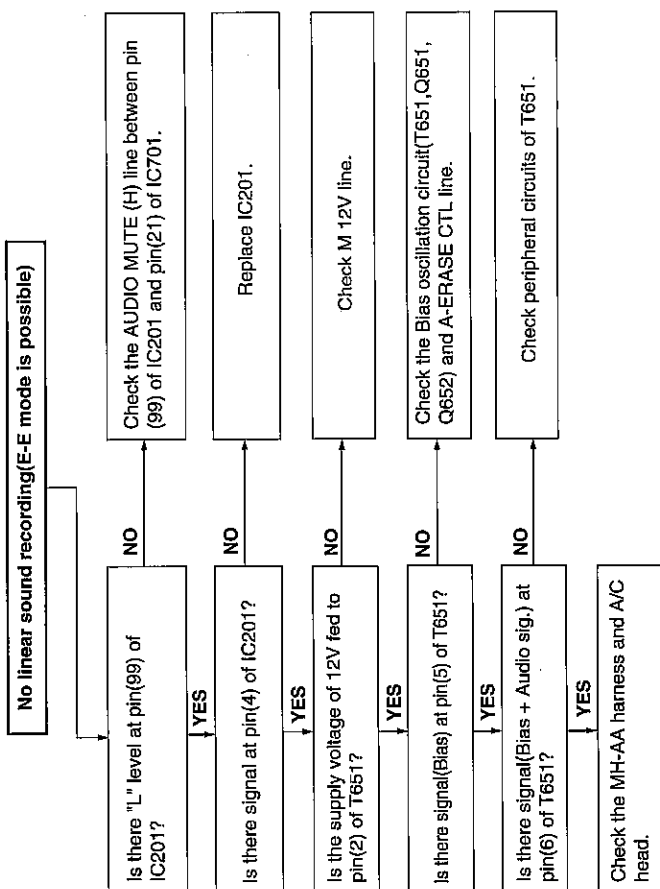 No linear sound recording(E-E mode is possible)
Is there "L" level at pin(99) of
IC201?
NO
Check the AUDIO MUTE (H) line between pin
(99) of IC201 and pin(21) of IC701.
YES
Is there signal at pin(4) of IC201?
NO
Replace IC201.
YES
Is the supply voltage of 12V fed to
pin(2) of T651?
NO
Check M 12V line.
YES
Is there signal(Bias) at pin(5) of T651?
NO
Check the Bias oscillation circuit(T651,Q651,
Q652) and A-ERASE CTL line.
YES
Is there signal(Bias + Audio sig.) at
pin(6) of T651?
NO
Check peripheral circuits of T651.
YES
Check the MH-AA harness and A/C
head.